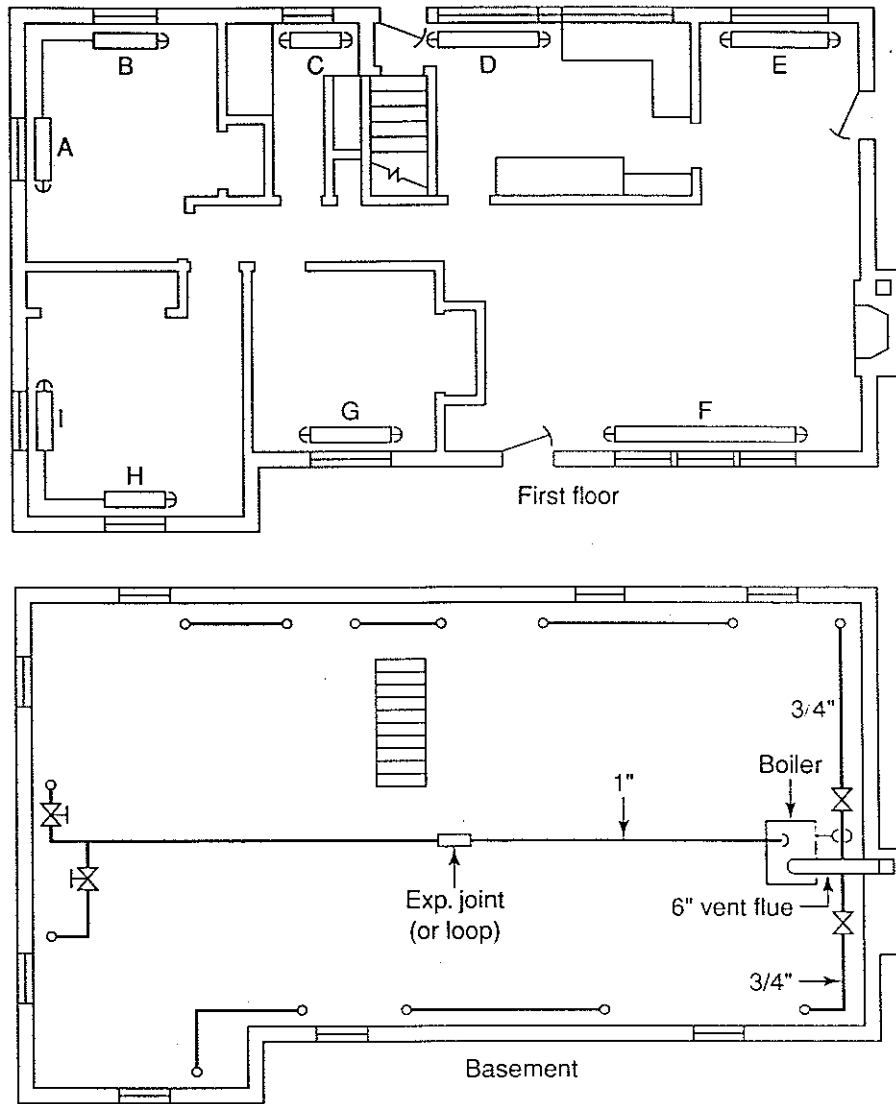 B
C
D
E
A
I
H
G
F
First floor
3/4"
Boiler
1"
Exp. joint
(or loop)
6" vent flue
3/4"
Basement